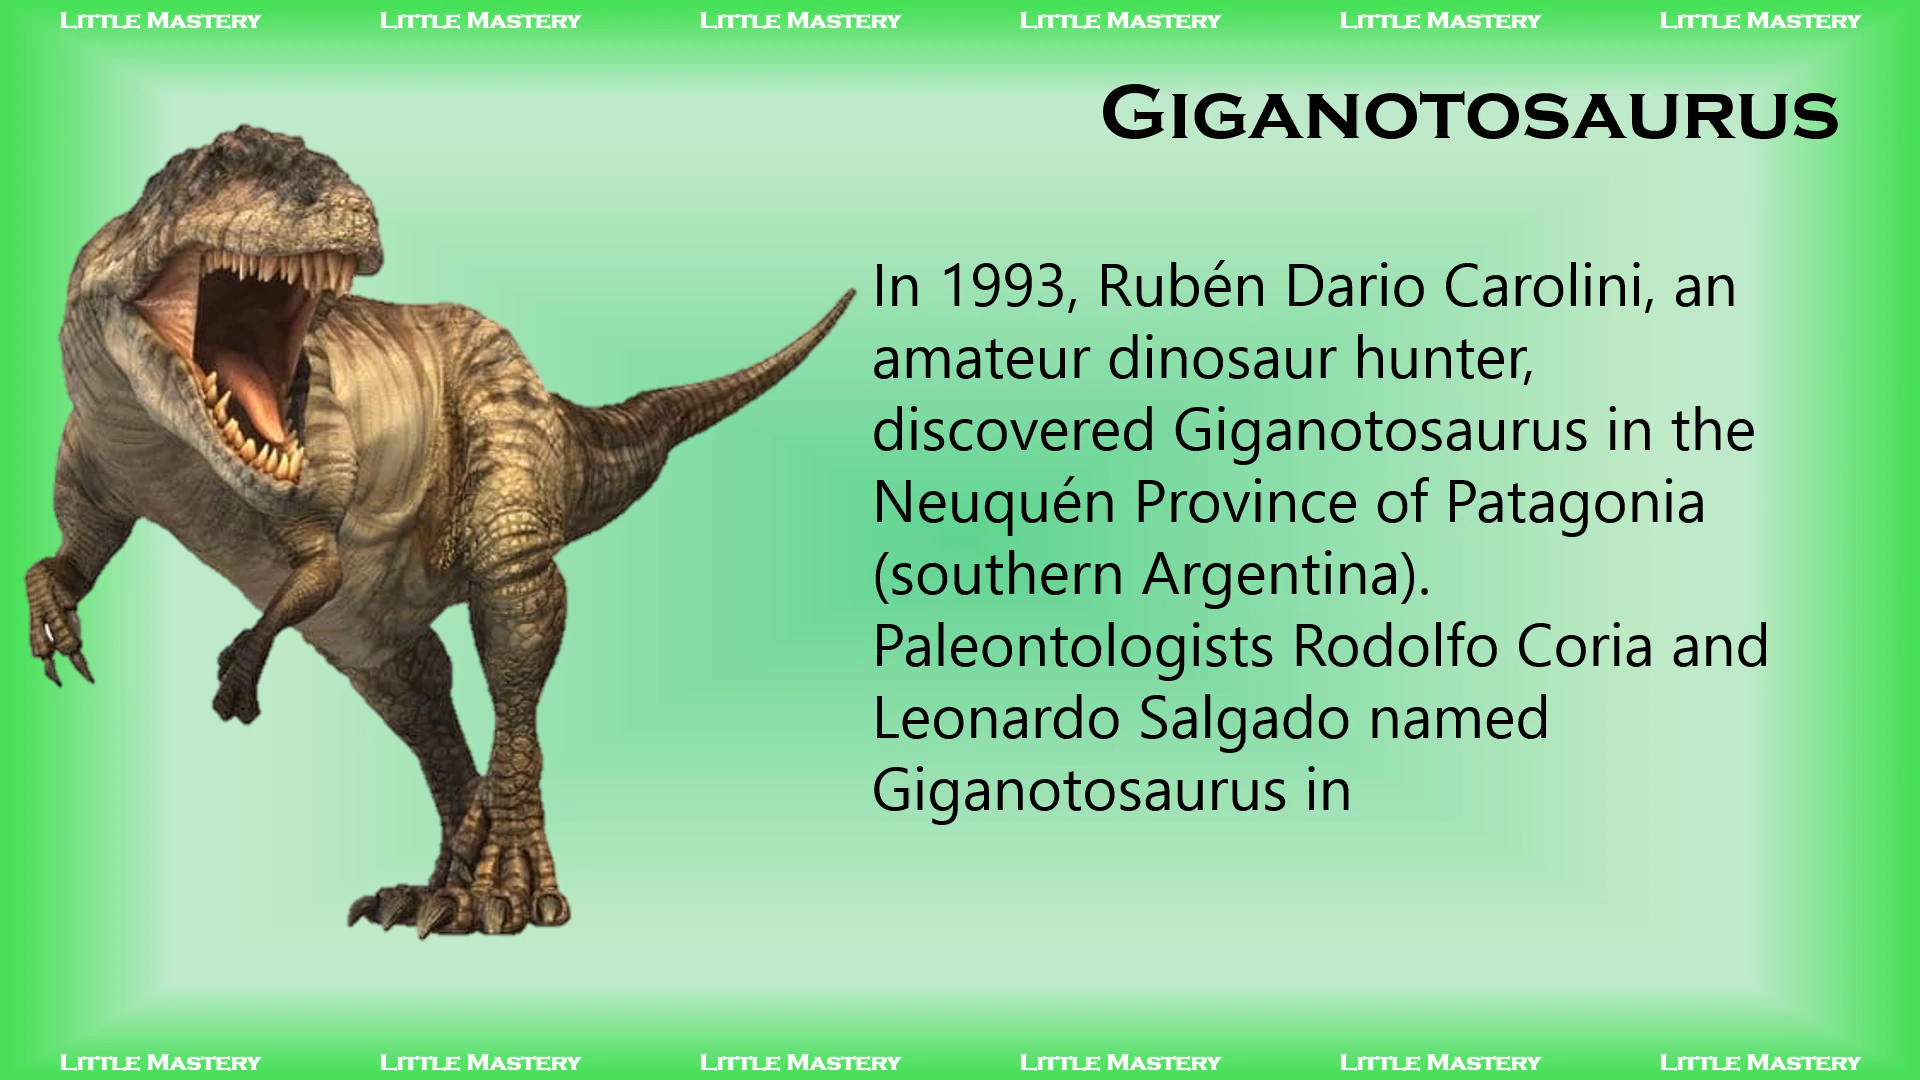 Little Mastery Little Mastery Little Mastery Little Mastery Little Mastery Little Mastery
Giganotosaurus
In 1993, Rubén Dario Carolini, an
amateur dinosaur hunter,
discovered Giganotosaurus in the
Neuquén Province of Patagonia
(southern Argentina).
Paleontologists Rodolfo Coria and
Leonardo Salgado named
Giganotosaurus in
Little Mastery Little Mastery Little Mastery Little Mastery Little Mastery Little Mastery